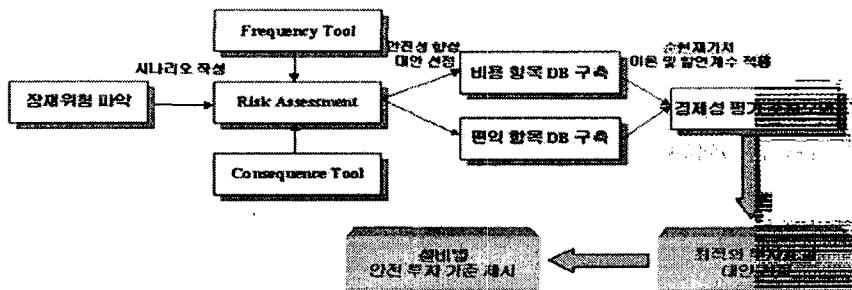 Frequency Tool
시나리오 작성
안전성 향상
대안 선정
순현재가치
이론 및 할인계수 적용
잠재위험 파악
Risk Assessment
비용 항목 DB 구축
편익 항목 DB 구축
경제성 평가
Consequence Tool
설비별
안전 투자 기준 제시
최적의
대안